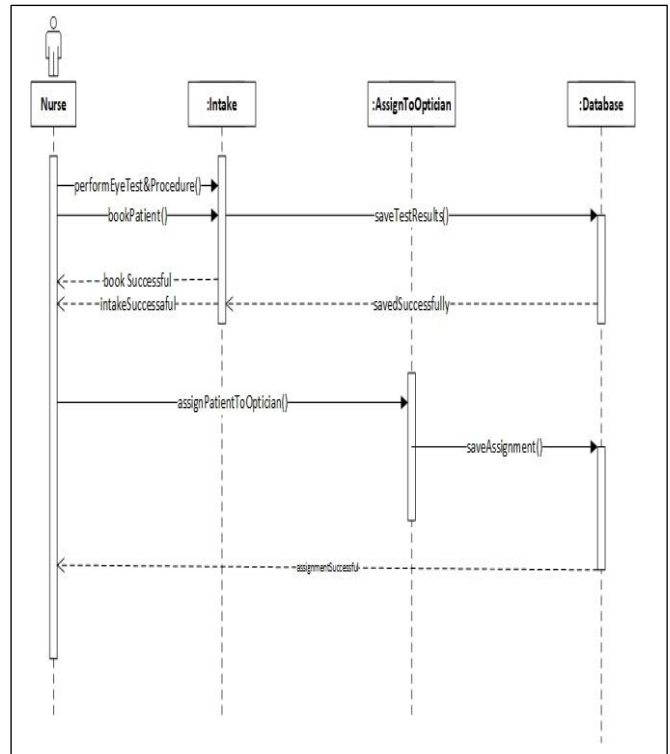 Nurse
:Intake
:AssignToOptician
:Database
performEyeTest&Procedure()
bookPatient()
saveTestResults()
book Successful
intakeSuccessaful
savedSuccessfully
assignPatientToOptician()
saveAssignment()
assignmentSuccessful